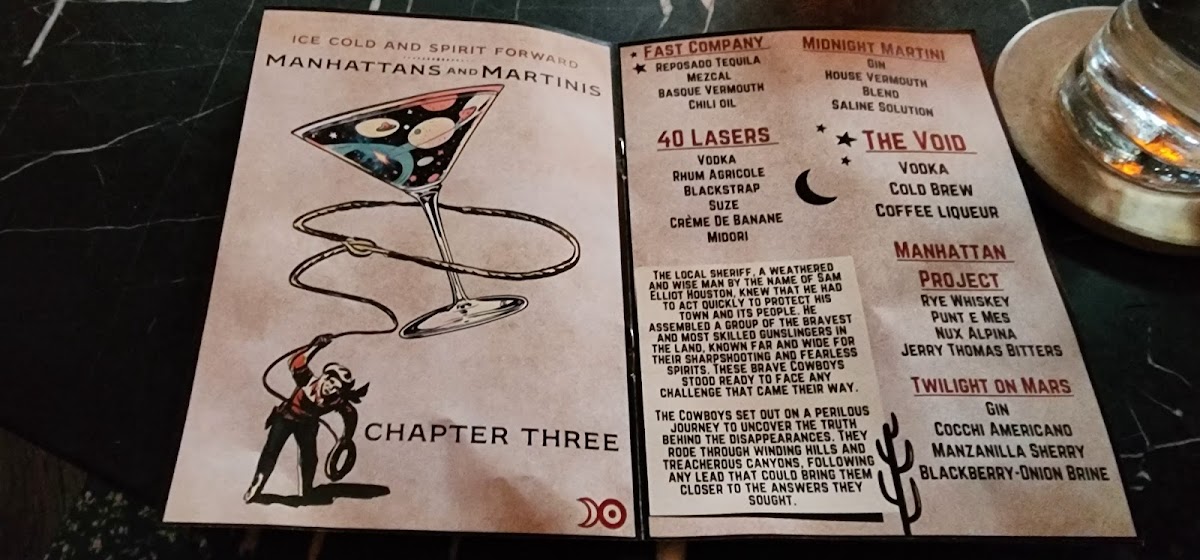 ICE COLD AND SPIRIT FORWARD
MANHATTANS AND MARTINIS
CHAPTER THREE
FAST COMPANY
REPOSADO TEQUILA
MEZCAL
BASQUE VERMOUTH
CHILI OIL
40 LASERS
VODKA
RHUM AGRICOLE
BLACKSTRAP
SUZE
CRÈME DE BANANE
MIDORI
THE LOCAL SHERIFF, A WEATHERED
AND WISE MAN BY THE NAME OF SAM
ELLIOT HOUSTON, KNEW THAT HE HAD
TO ACT QUICKLY TO PROTECT HIS
TOWN AND ITS PEOPLE. HE
ASSEMBLED A GROUP OF THE BRAVEST
AND MOST SKILLED GUNSLINGERS IN
THE LAND, KNOWN FAR AND WIDE FOR
THEIR SHARPSHOOTING AND FEARLESS
SPIRITS. THESE BRAVE COWBOYS
STOOD READY TO FACE ANY
CHALLENGE THAT CAME THEIR WAY.
THE COWBOYS SET OUT ON A PERILOUS
JOURNEY TO UNCOVER THE TRUTH
BEHIND THE DISAPPEARANCES. THEY
RODE THROUGH WINDING HILLS AND
TREACHEROUS CANYONS, FOLLOWING
ANY LEAD THAT COULD BRING THEM
CLOSER TO THE ANSWERS THEY
SOUGHT.
MIDNIGHT MARTINI
GIN
HOUSE VERMOUTH
BLEND
SALINE SOLUTION
THE VOID
VODKA
COLD BREW
COFFEE LIQUEUR
MANHATTAN
PROJECT
RYE WHISKEY
PUNT E MES
NUX ALPINA
JERRY THOMAS BITTERS
TWILIGHT ON MARS
GIN
COCCHI AMERICANO
MANZANILLA SHERRY
BLACKBERRY-ONION BRINE